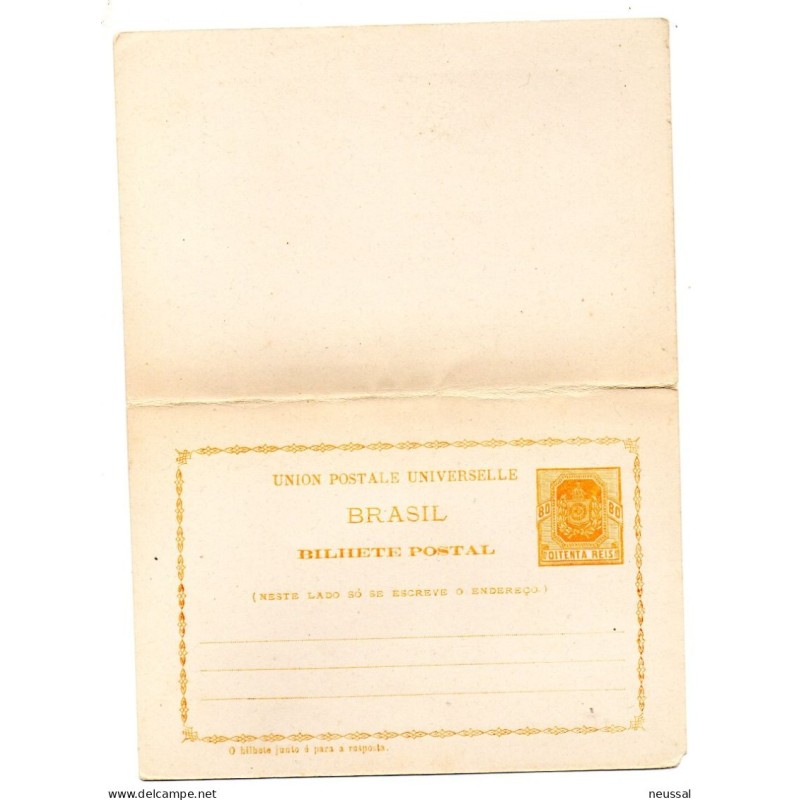 UNION POSTALE UNIVERSELLE
BRASIL
BILHETE POSTAL
80 80
OITENTA REIS
(NESTE LADO SÓ SE ESCREVE O ENDEREÇO.)
O bilhete junto é para a resposta.
www.delcampe.net
neussal